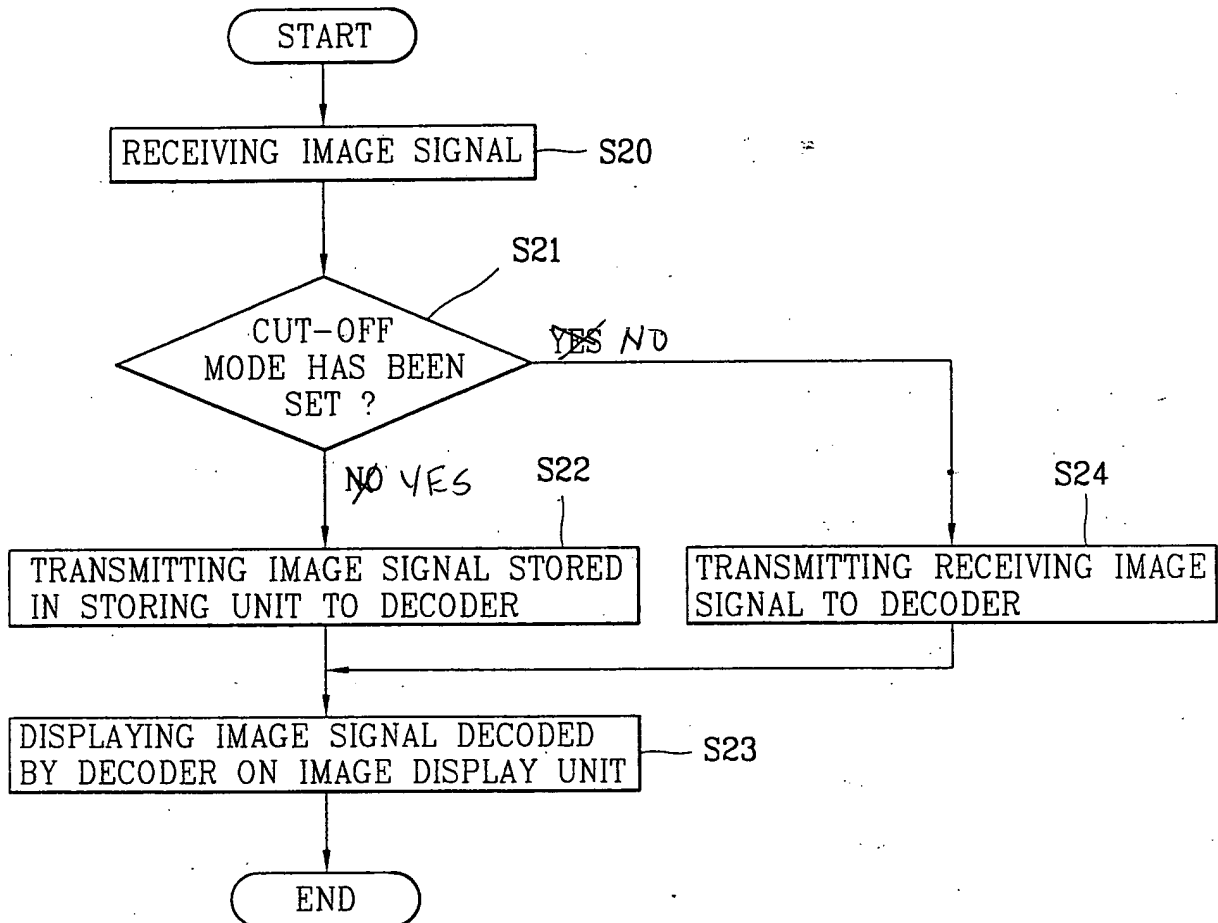 START
RECEIVING IMAGE SIGNAL
S20
S21
CUT-OFF
MODE HAS BEEN
SET ?
YES NO
NO YES
S22
S24
TRANSMITTING IMAGE SIGNAL STORED
IN STORING UNIT TO DECODER
TRANSMITTING RECEIVING IMAGE
SIGNAL TO DECODER
DISPLAYING IMAGE SIGNAL DECODED
BY DECODER ON IMAGE DISPLAY UNIT
S23
END